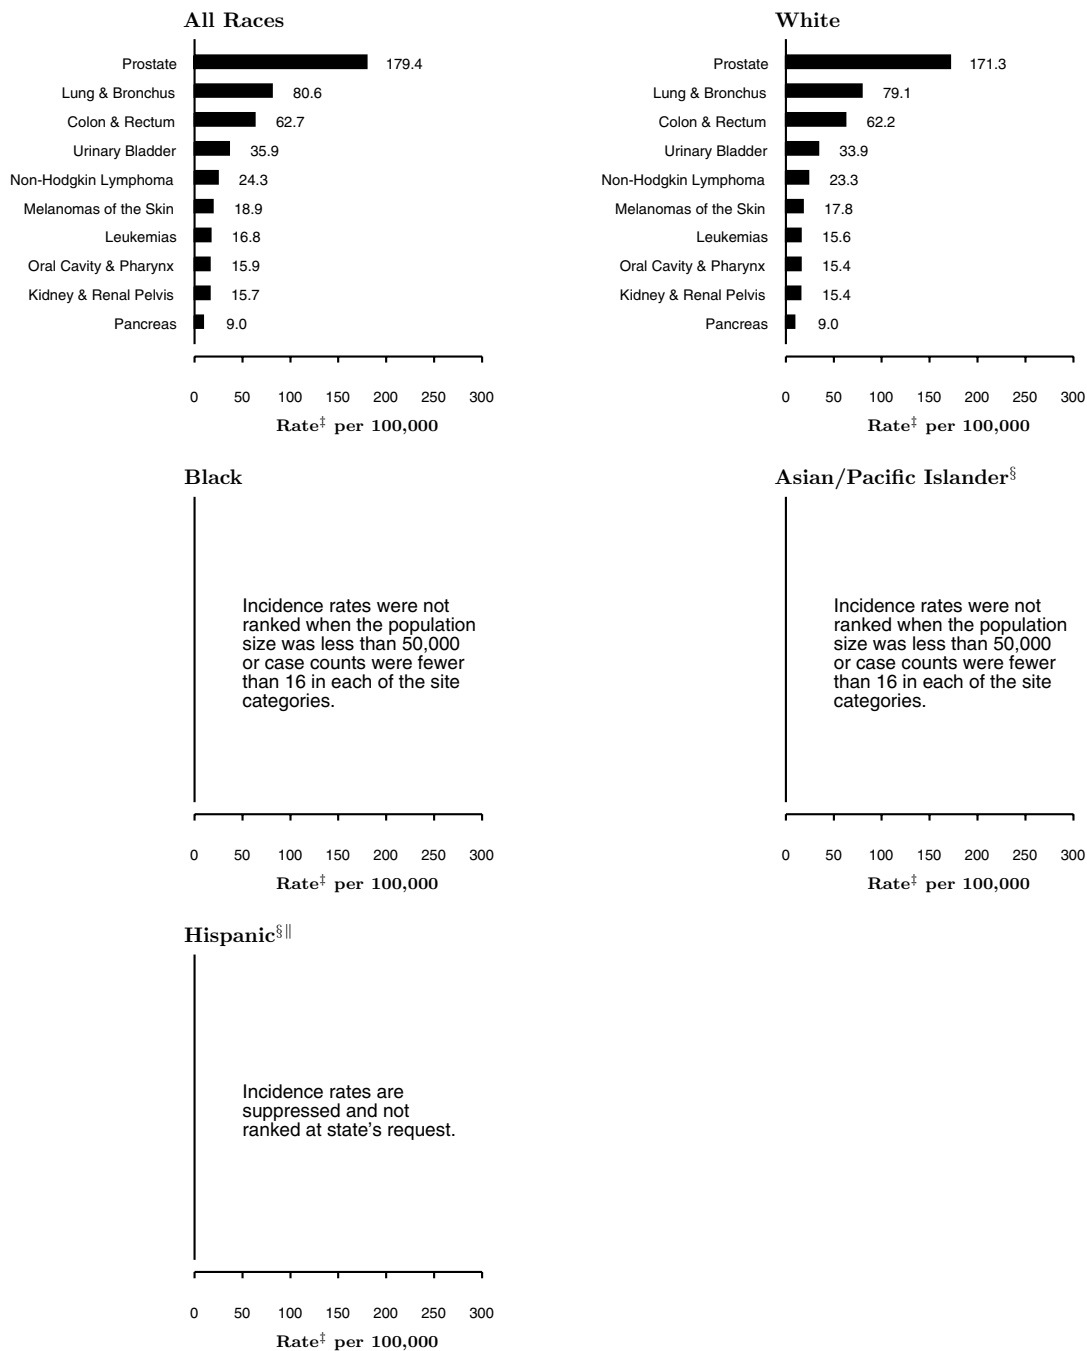 All Races
Prostate 179.4
Lung & Bronchus 80.6
Colon & Rectum 62.7
Urinary Bladder 35.9
Non-Hodgkin Lymphoma 24.3
Melanomas of the Skin 18.9
Leukemias 16.8
Oral Cavity & Pharynx 15.9
Kidney & Renal Pelvis 15.7
Pancreas 9.0
0 50 100 150 200 250 300
Rate‡ per 100,000
White
Prostate 171.3
Lung & Bronchus 79.1
Colon & Rectum 62.2
Urinary Bladder 33.9
Non-Hodgkin Lymphoma 23.3
Melanomas of the Skin 17.8
Leukemias 15.6
Oral Cavity & Pharynx 15.4
Kidney & Renal Pelvis 15.4
Pancreas 9.0
0 50 100 150 200 250 300
Rate‡ per 100,000
Black
Incidence rates were not
ranked when the population
size was less than 50,000
or case counts were fewer
than 16 in each of the site
categories.
0 50 100 150 200 250 300
Rate‡ per 100,000
Asian/Pacific Islander§
Incidence rates were not
ranked when the population
size was less than 50,000
or case counts were fewer
than 16 in each of the site
categories.
0 50 100 150 200 250 300
Rate‡ per 100,000
Hispanic§‖
Incidence rates are
suppressed and not
ranked at state's request.
0 50 100 150 200 250 300
Rate‡ per 100,000